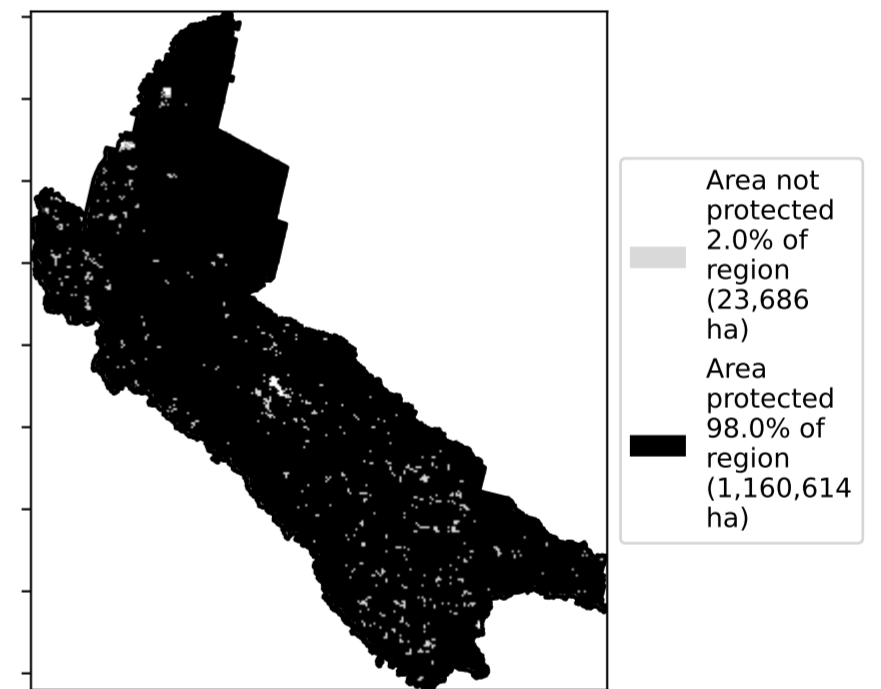 Area not
protected
2.0% of
region
(23,686
ha)
Area
protected
98.0% of
region
(1,160,614
ha)